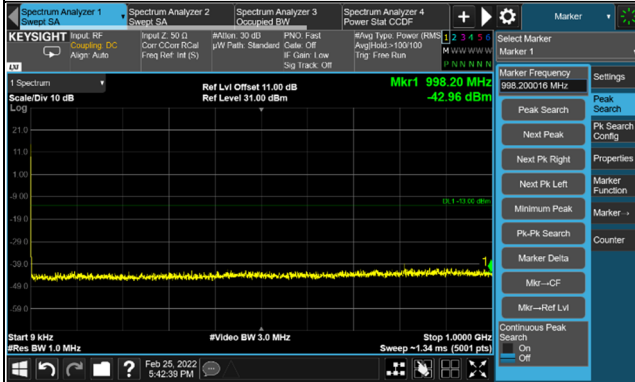 Spectrum Analyzer 1
Swept SA
Spectrum Analyzer 2
Swept SA
Spectrum Analyzer 3
Occupied BW
Spectrum Analyzer 4
Power Stat CCDF
Marker
KEYSIGHT
Input: RF
Coupling: DC
Align: Auto
Input Z: 50 Ω
Corr CCorr RCal
Freq Ref: Int (S)
#Atten: 30 dB
µW Path: Standard
PNO: Fast
Gate: Off
IF Gain: Low
Sig Track: Off
#Avg Type: Power (RMS)
Avg|Hold:>100/100
Trig: Free Run
1 2 3 4 5 6
M W W W W W
P N N N N N
LXI
Select Marker
Marker 1
1 Spectrum
Scale/Div 10 dB
Log
Ref Lvl Offset 11.00 dB
Ref Level 31.00 dBm
Mkr1 998.20 MHz
-42.96 dBm
21.0
11.0
1.00
-9.00
-19.0
-29.0
-39.0
-49.0
-59.0
DL1 -13.00 dBm
1
Start 9 kHz
#Res BW 1.0 MHz
#Video BW 3.0 MHz
Stop 1.0000 GHz
Sweep ~1.34 ms (5001 pts)
Marker Frequency
998.200016 MHz
Peak Search
Next Peak
Next Pk Right
Next Pk Left
Minimum Peak
Pk-Pk Search
Marker Delta
Mkr→CF
Mkr→Ref Lvl
Continuous Peak
Search
On
Off
Settings
Peak
Search
Pk Search
Config
Properties
Marker
Function
Marker→
Counter
Feb 25, 2022
5:42:39 PM